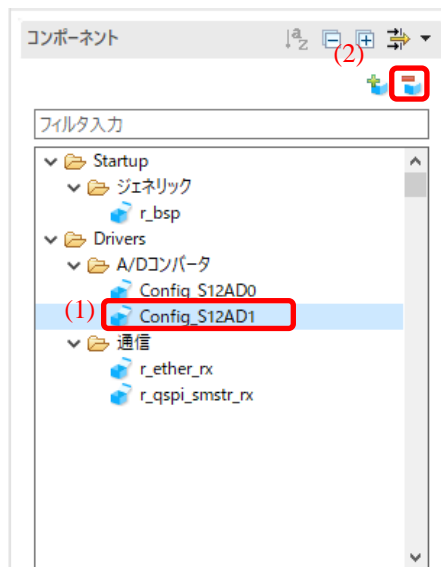 コンポーネント
(2)
フィルタ入力
Startup
ジェネリック
r_bsp
Drivers
A/Dコンバータ
Config_S12AD0
(1) Config_S12AD1
通信
r_ether_rx
r_qspi_smstr_rx